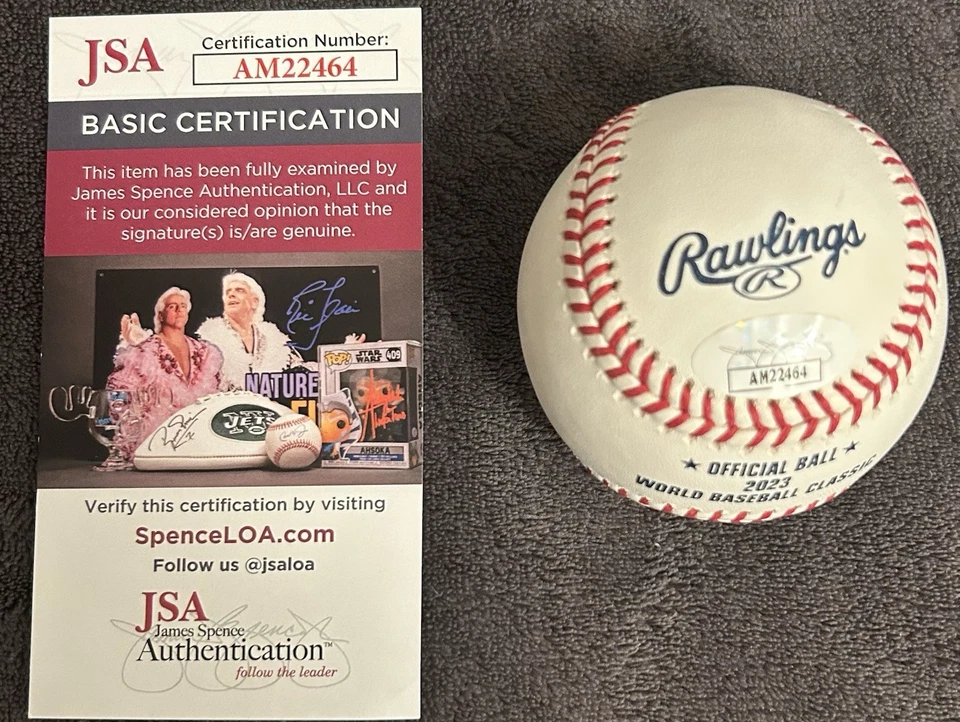 JSA
Certification Number:
AM22464
BASIC CERTIFICATION
This item has been fully examined by
James Spence Authentication, LLC and
it is our considered opinion that the
signature(s) is/are genuine.
NATURE
JETS
POP!
STAR
WARS
409
AHSOKA
Verify this certification by visiting
SpenceLOA.com
Follow us @jsaloa
JSA
James Spence
Authentication™
follow the leader
Rawlings
R
AM22464
★ OFFICIAL BALL ★
2023
WORLD BASEBALL CLASSIC